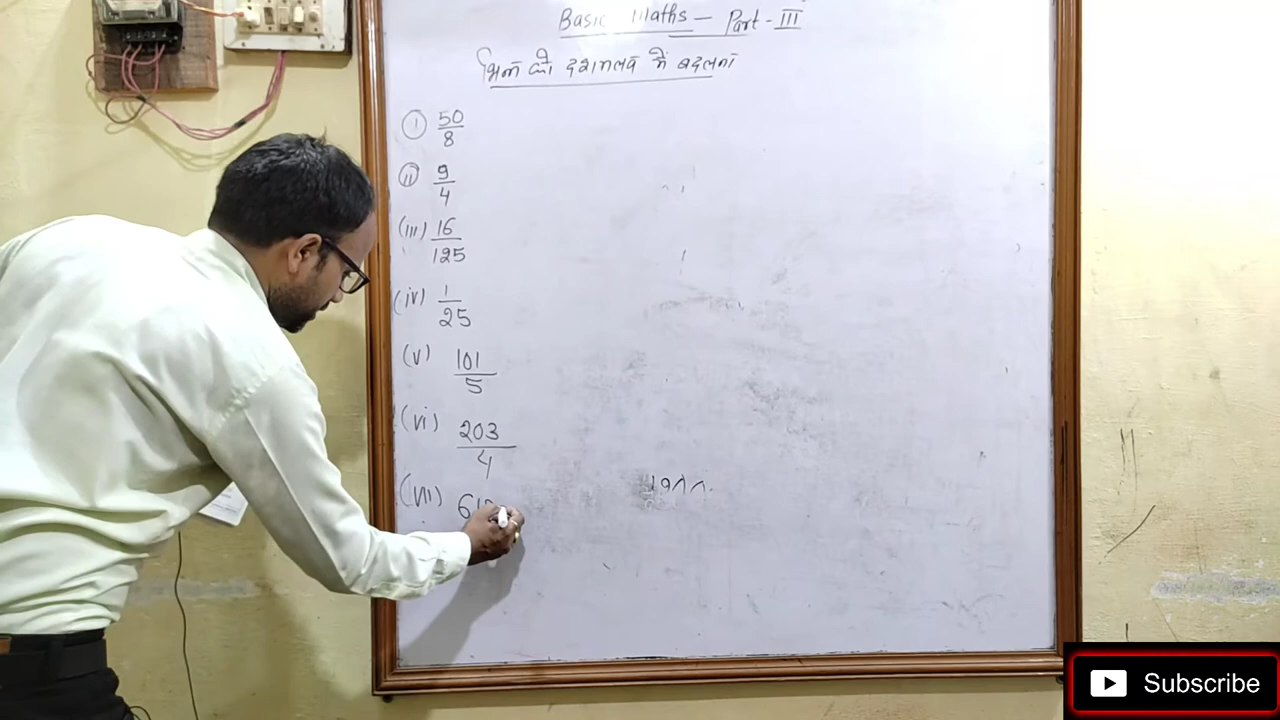 Basic Maths - Part - III
भिन्न को दशमलव में बदलना
(i) 50/8
(ii) 9/4
(iii) 16/125
(iv) 1/25
(v) 101/5
(vi) 203/4
(vii)
Subscribe